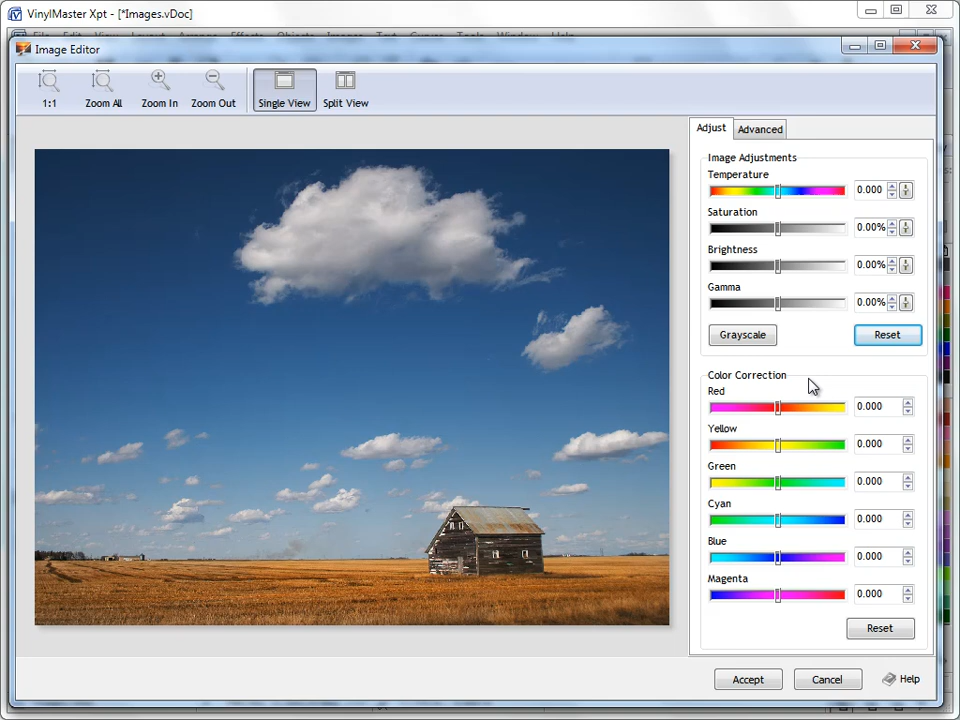 VinylMaster Xpt - [*Images.vDoc]
Image Editor
1:1
Zoom All
Zoom In
Zoom Out
Single View
Split View
Adjust
Advanced
Image Adjustments
Temperature
0.000
Saturation
0.00%
Brightness
0.00%
Gamma
0.00%
Grayscale
Reset
Color Correction
Red
0.000
Yellow
0.000
Green
0.000
Cyan
0.000
Blue
0.000
Magenta
0.000
Reset
Accept
Cancel
Help